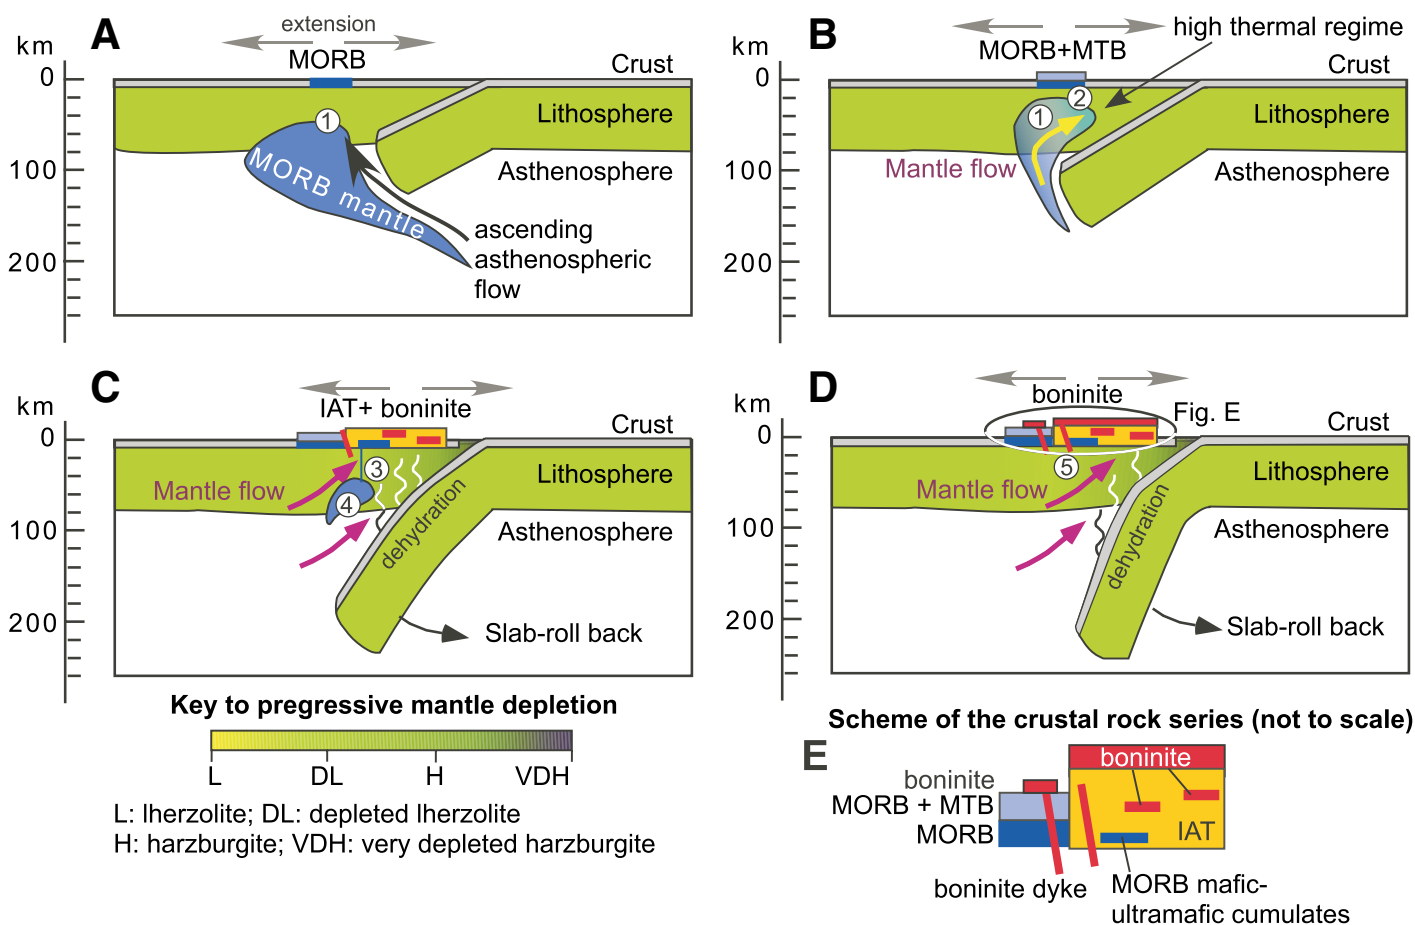 A
extension
MORB
km
0
100
200
Crust
Lithosphere
Asthenosphere
1
MORB mantle
ascending
asthenospheric
flow
B
high thermal regime
MORB+MTB
km
0
100
200
Crust
Lithosphere
Asthenosphere
1
2
Mantle flow
C
IAT+ boninite
km
0
100
200
Crust
Lithosphere
Asthenosphere
3
4
Mantle flow
dehydration
Slab-roll back
D
boninite
Fig. E
km
0
100
200
Crust
Lithosphere
Asthenosphere
5
Mantle flow
dehydration
Slab-roll back
Key to pregressive mantle depletion
L DL H VDH
L: lherzolite; DL: depleted lherzolite
H: harzburgite; VDH: very depleted harzburgite
Scheme of the crustal rock series (not to scale)
E
boninite
boninite
MORB + MTB
MORB
IAT
boninite dyke
MORB mafic-
ultramafic cumulates